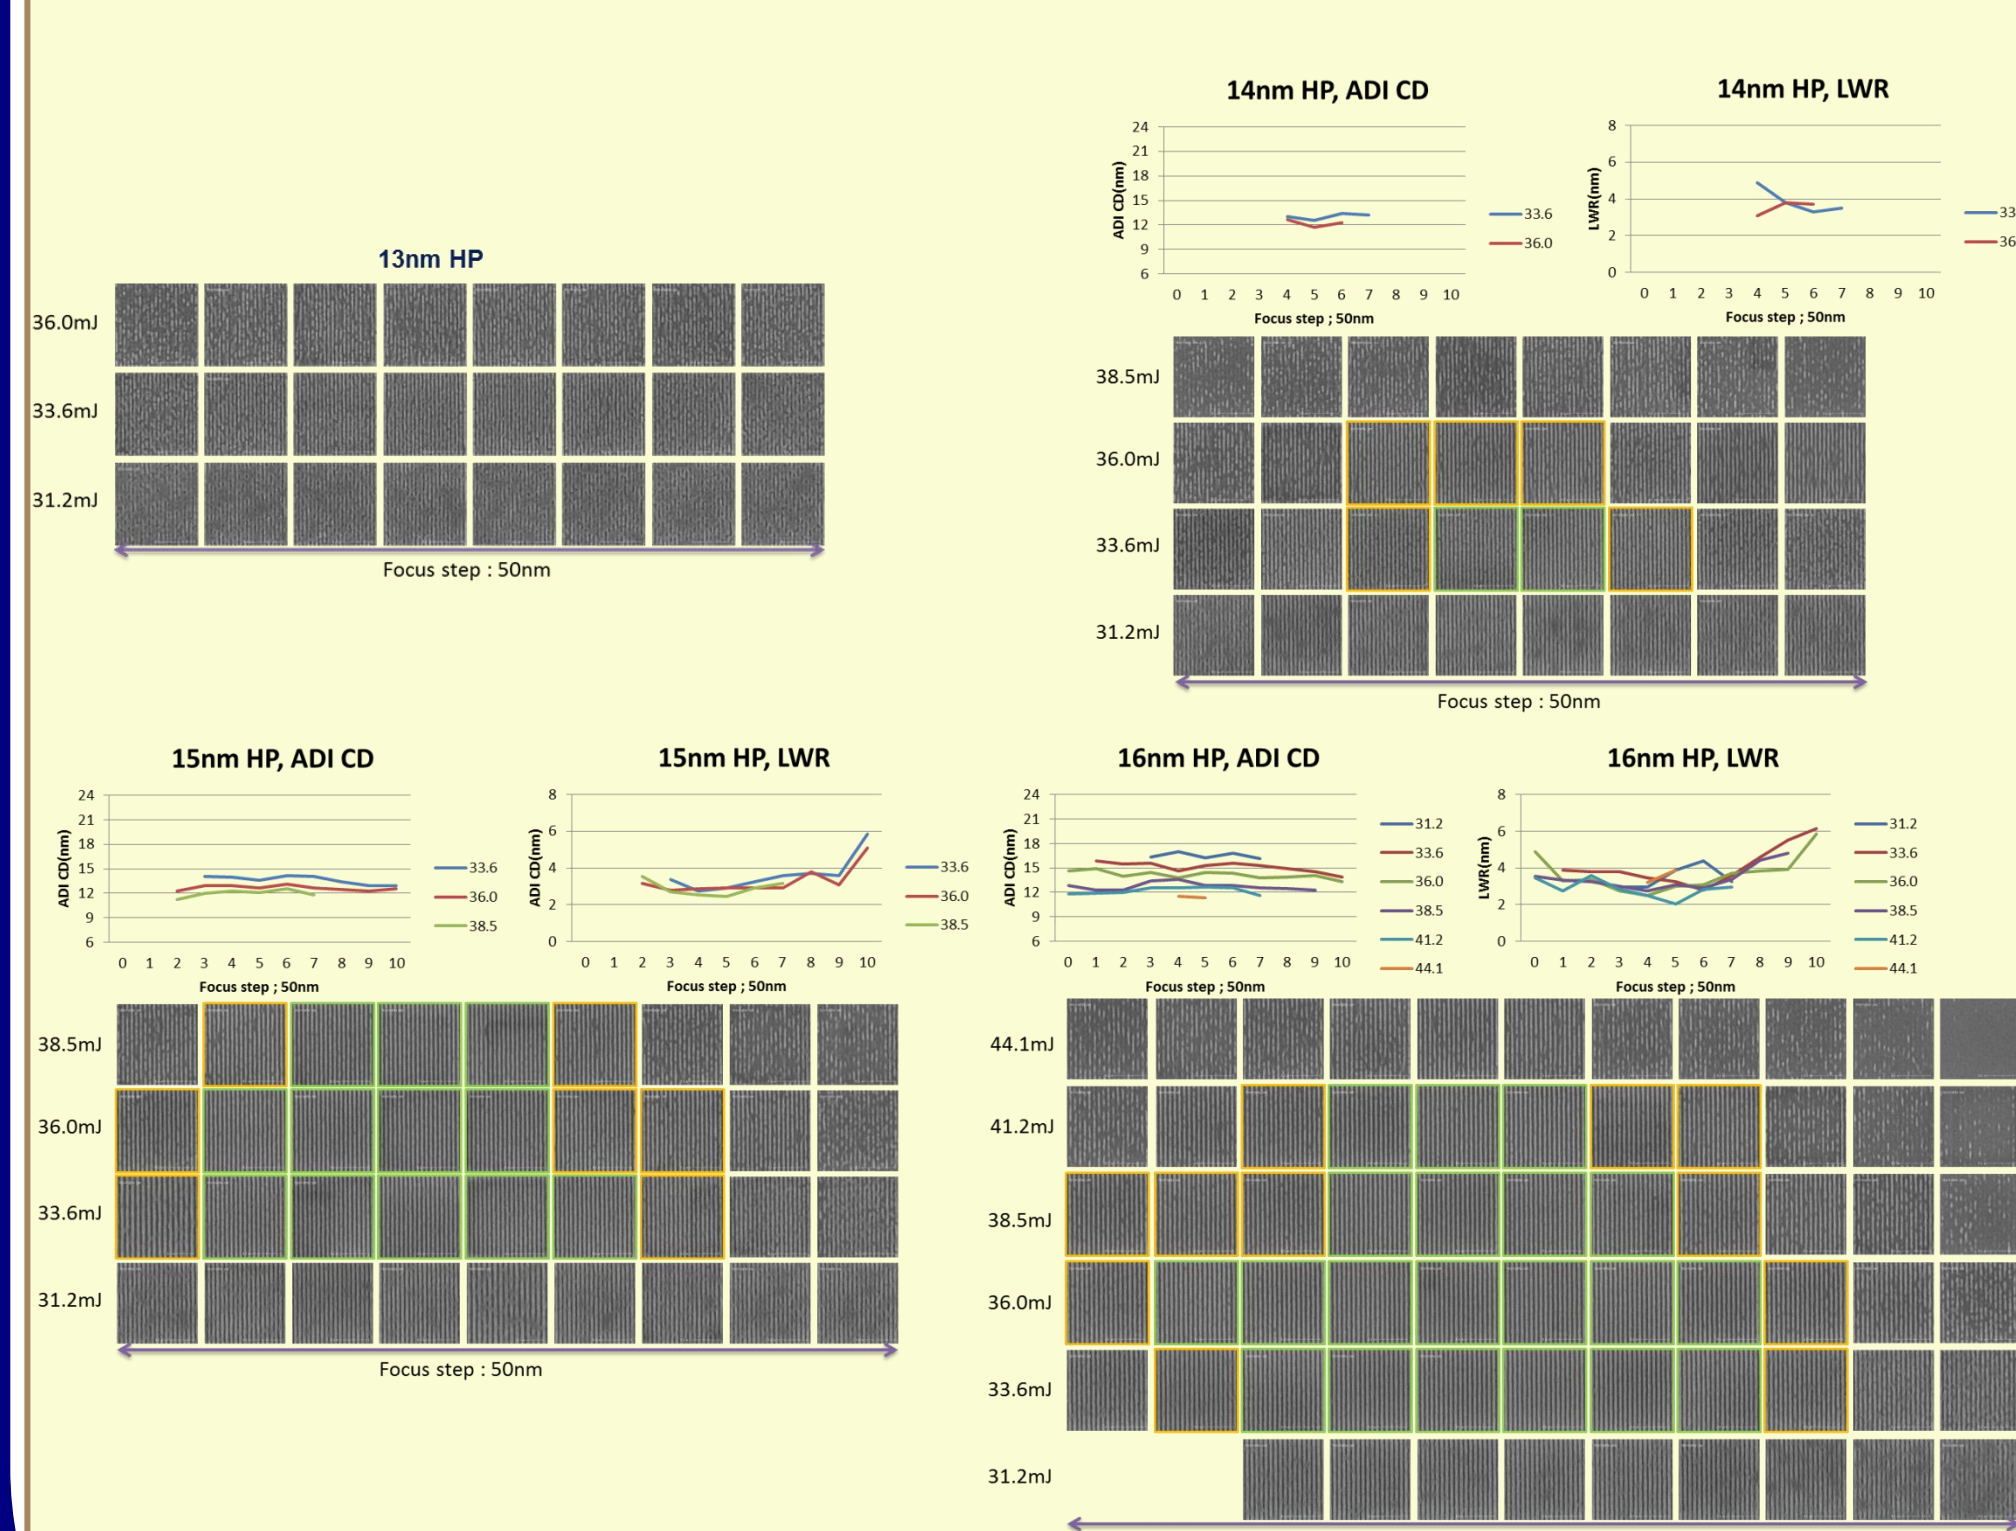 13nm HP
36.0mJ
33.6mJ
31.2mJ
Focus step : 50nm
14nm HP, ADI CD
ADI CD(nm)
24
21
18
15
12
9
6
0 1 2 3 4 5 6 7 8 9 10
Focus step ; 50nm
33.6
36.0
14nm HP, LWR
LWR(nm)
8
6
4
2
0
0 1 2 3 4 5 6 7 8 9 10
Focus step ; 50nm
33
36
38.5mJ
36.0mJ
33.6mJ
31.2mJ
Focus step : 50nm
15nm HP, ADI CD
ADI CD(nm)
24
21
18
15
12
9
6
0 1 2 3 4 5 6 7 8 9 10
Focus step ; 50nm
33.6
36.0
38.5
15nm HP, LWR
ADI CD(nm)
8
6
4
2
0
0 1 2 3 4 5 6 7 8 9 10
Focus step ; 50nm
33.6
36.0
38.5
38.5mJ
36.0mJ
33.6mJ
31.2mJ
Focus step : 50nm
16nm HP, ADI CD
ADI CD(nm)
24
21
18
15
12
9
6
0 1 2 3 4 5 6 7 8 9 10
Focus step ; 50nm
31.2
33.6
36.0
38.5
41.2
44.1
16nm HP, LWR
LWR(nm)
8
6
4
2
0
0 1 2 3 4 5 6 7 8 9 10
Focus step ; 50nm
31.2
33.6
36.0
38.5
41.2
44.1
44.1mJ
41.2mJ
38.5mJ
36.0mJ
33.6mJ
31.2mJ